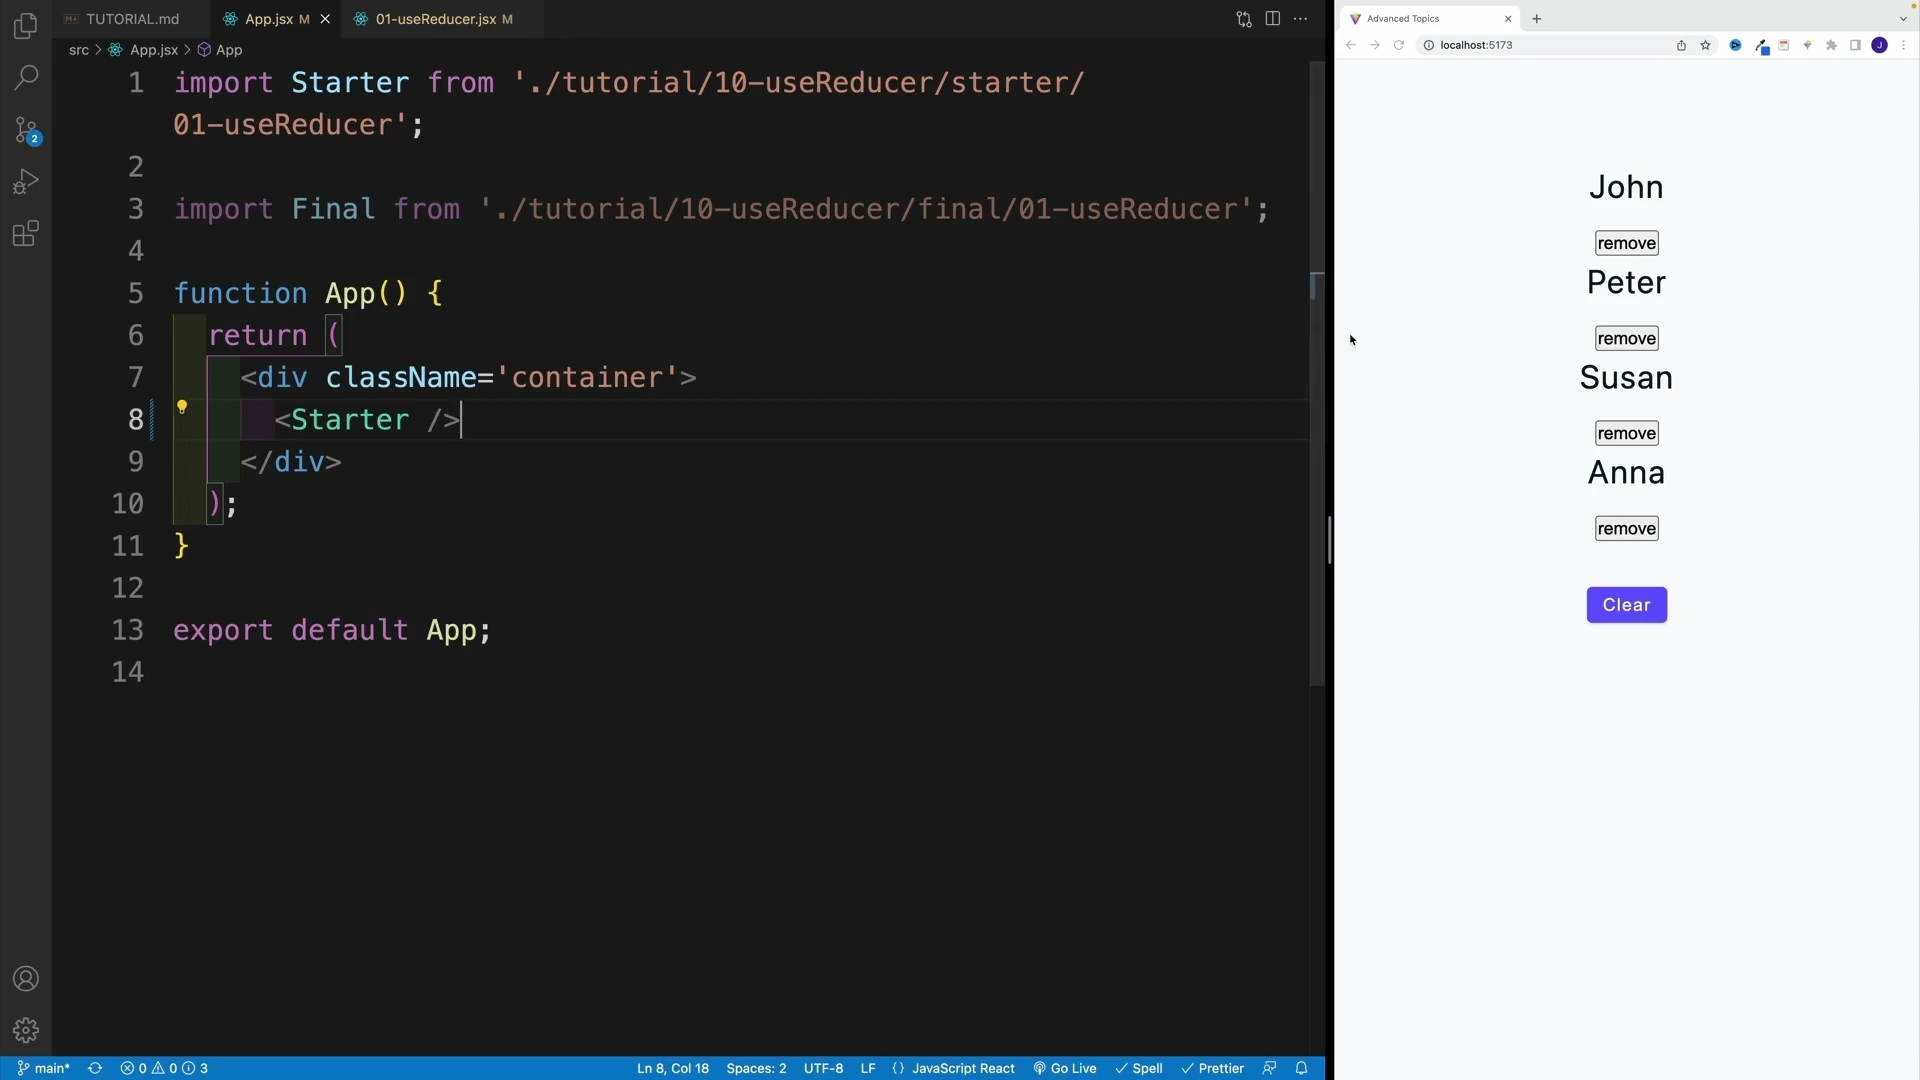 TUTORIAL.md
App.jsx M
01-useReducer.jsx M
src > App.jsx > App
1 import Starter from './tutorial/10-useReducer/starter/
01-useReducer';
2
3 import Final from './tutorial/10-useReducer/final/01-useReducer';
4
5 function App() {
6 return (
7 <div className='container'>
8 <Starter />
9 </div>
10 );
11 }
12
13 export default App;
14
2
main*
0 0 3
Ln 8, Col 18
Spaces: 2
UTF-8
LF
{} JavaScript React
Go Live
Spell
Prettier
Advanced Topics
localhost:5173
J
John
remove
Peter
remove
Susan
remove
Anna
remove
Clear